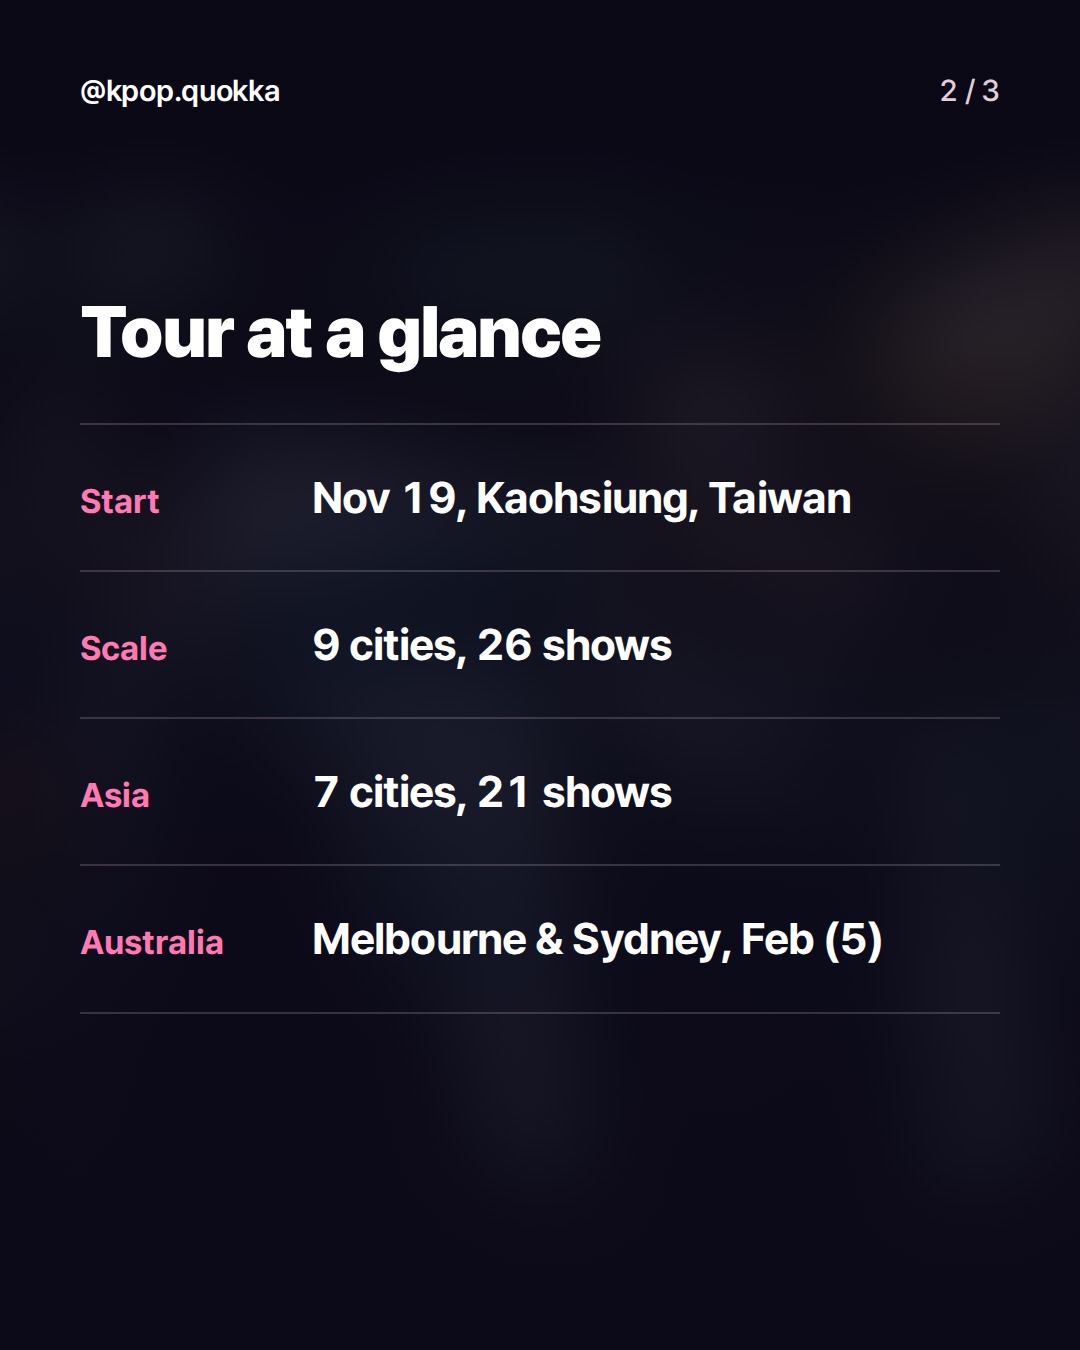 @kpop.quokka
2 / 3
Tour at a glance
Start Nov 19, Kaohsiung, Taiwan
Scale 9 cities, 26 shows
Asia 7 cities, 21 shows
Australia Melbourne & Sydney, Feb (5)